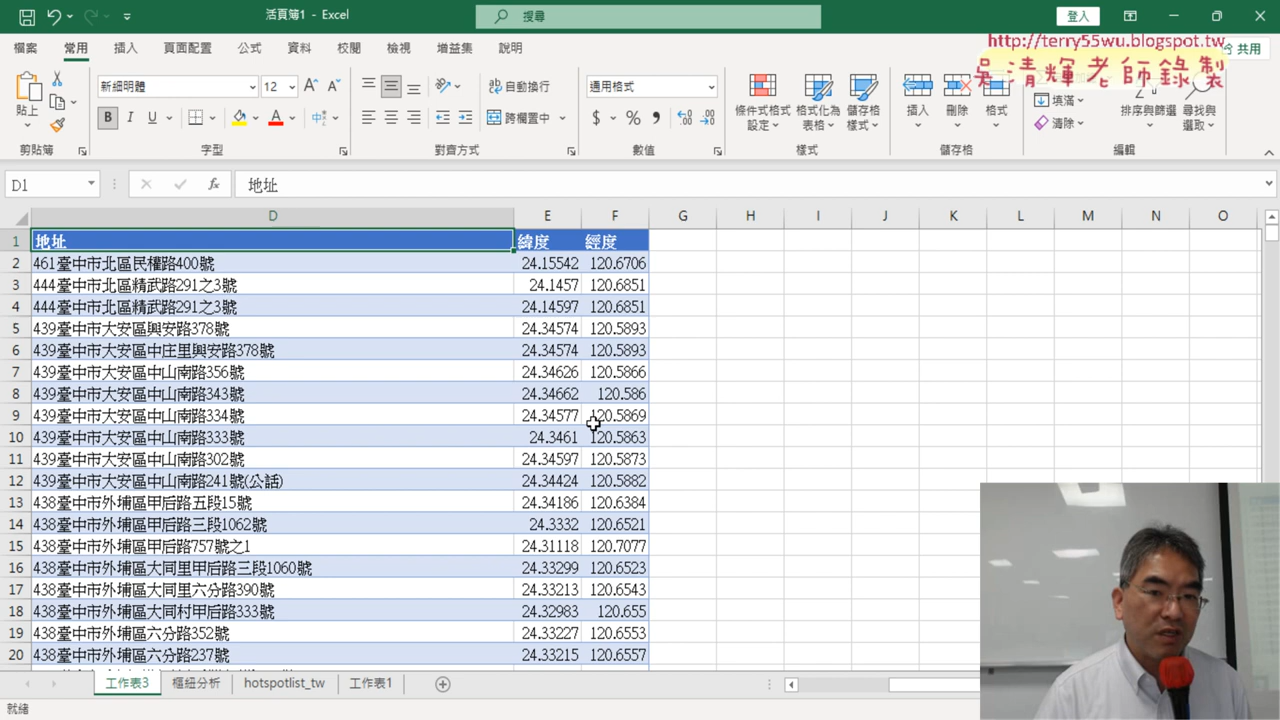 活頁簿1 - Excel
搜尋
登入
http://terry55wu.blogspot.tw
吳清輝老師錄製
檔案 常用 插入 頁面配置 公式 資料 校閱 檢視 增益集 說明 共用
貼上
新細明體 12
B I U
自動換行
跨欄置中
通用格式
條件式格式設定
格式化為表格
儲存格樣式
插入 刪除 格式
填滿
清除
排序與篩選
尋找與選取
剪貼簿 字型 對齊方式 數值 樣式 儲存格 編輯
D1 fx 地址
D E F G H I J K L M N O
1 地址 緯度 經度
2 461臺中市北區民權路400號 24.15542 120.6706
3 444臺中市北區精武路291之3號 24.1457 120.6851
4 444臺中市北區精武路291之3號 24.14597 120.6851
5 439臺中市大安區興安路378號 24.34574 120.5893
6 439臺中市大安區中庄里興安路378號 24.34574 120.5893
7 439臺中市大安區中山南路356號 24.34626 120.5866
8 439臺中市大安區中山南路343號 24.34662 120.586
9 439臺中市大安區中山南路334號 24.34577 120.5869
10 439臺中市大安區中山南路333號 24.3461 120.5863
11 439臺中市大安區中山南路302號 24.34597 120.5873
12 439臺中市大安區中山南路241號(公話) 24.34424 120.5882
13 438臺中市外埔區甲后路五段15號 24.34186 120.6384
14 438臺中市外埔區甲后路三段1062號 24.3332 120.6521
15 438臺中市外埔區甲后路757號之1 24.31118 120.7077
16 438臺中市外埔區大同里甲后路三段1060號 24.33299 120.6523
17 438臺中市外埔區大同里六分路390號 24.33213 120.6543
18 438臺中市外埔區大同村甲后路333號 24.32983 120.655
19 438臺中市外埔區六分路352號 24.33227 120.6553
20 438臺中市外埔區六分路237號 24.33215 120.6557
工作表3 樞紐分析 hotspotlist_tw 工作表1
就緒